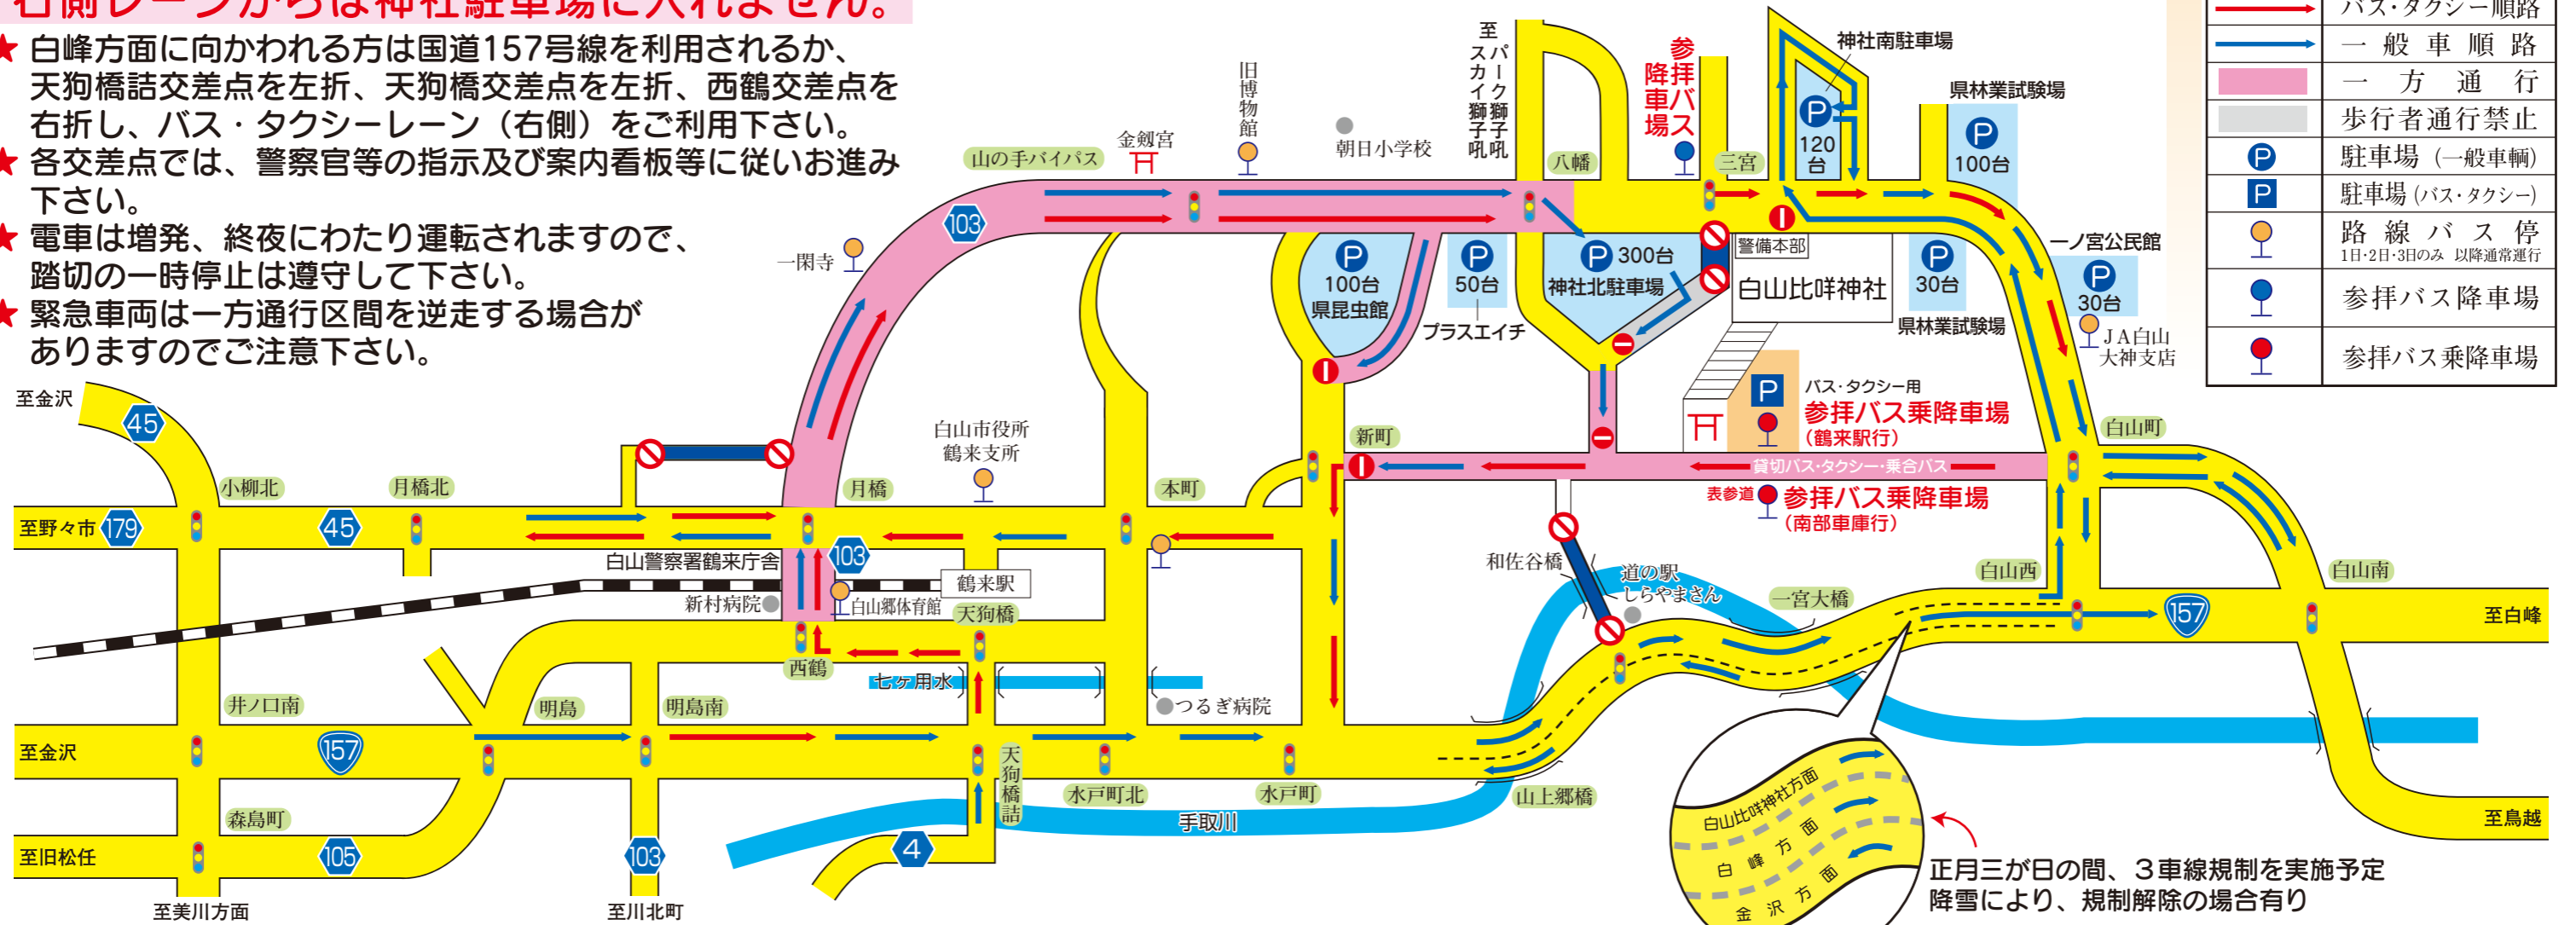 右側レーンからは神社駐車場に入れません。
★ 白峰方面に向かわれる方は国道157号線を利用されるか、
天狗橋詰交差点を左折、天狗橋交差点を左折、西鶴交差点を
右折し、バス・タクシーレーン（右側）をご利用下さい。
★ 各交差点では、警察官等の指示及び案内看板等に従いお進み
下さい。
★ 電車は増発、終夜にわたり運転されますので、
踏切の一時停止は遵守して下さい。
★ 緊急車両は一方通行区間を逆走する場合が
ありますのでご注意下さい。
バス・タクシー順路
一般車順路
一方通行
歩行者通行禁止
P 駐車場（一般車輌）
P 駐車場（バス・タクシー）
路線バス停
1日・2日・3日のみ 以降通常運行
参拝バス降車場
参拝バス乗降車場
山の手バイパス
金剱宮
旧博物館
朝日小学校
至 スカイ獅子吼
パーク獅子吼
八幡
参拝バス
降車場
三宮
神社南駐車場
P
120
台
県林業試験場
P
100台
103
一閑寺
P
100台
県昆虫館
P
50台
プラスエイチ
P 300台
神社北駐車場
警備本部
白山比咩神社
P
30台
県林業試験場
一ノ宮公民館
P
30台
JA白山
大神支店
P
バス・タクシー用
参拝バス乗降車場
(鶴来駅行)
白山町
貸切バス・タクシー・乗合バス
表参道
参拝バス乗降車場
(南部車庫行)
新町
至金沢
45
小柳北
月橋北
月橋
白山市役所
鶴来支所
本町
至野々市
179
45
白山警察署鶴来庁舎
103
鶴来駅
新村病院
白山郷体育館
天狗橋
西鶴
七ヶ用水
つるぎ病院
和佐谷橋
道の駅
しらやまさん
一宮大橋
白山西
157
白山南
至白峰
井ノ口南
明島
明島南
至金沢
157
天狗橋詰
水戸町北
水戸町
山上郷橋
手取川
森島町
至旧松任
105
103
4
至美川方面
至川北町
至鳥越
白山比咩神社方面
白峰方面
金沢方面
正月三が日の間、３車線規制を実施予定
降雪により、規制解除の場合有り